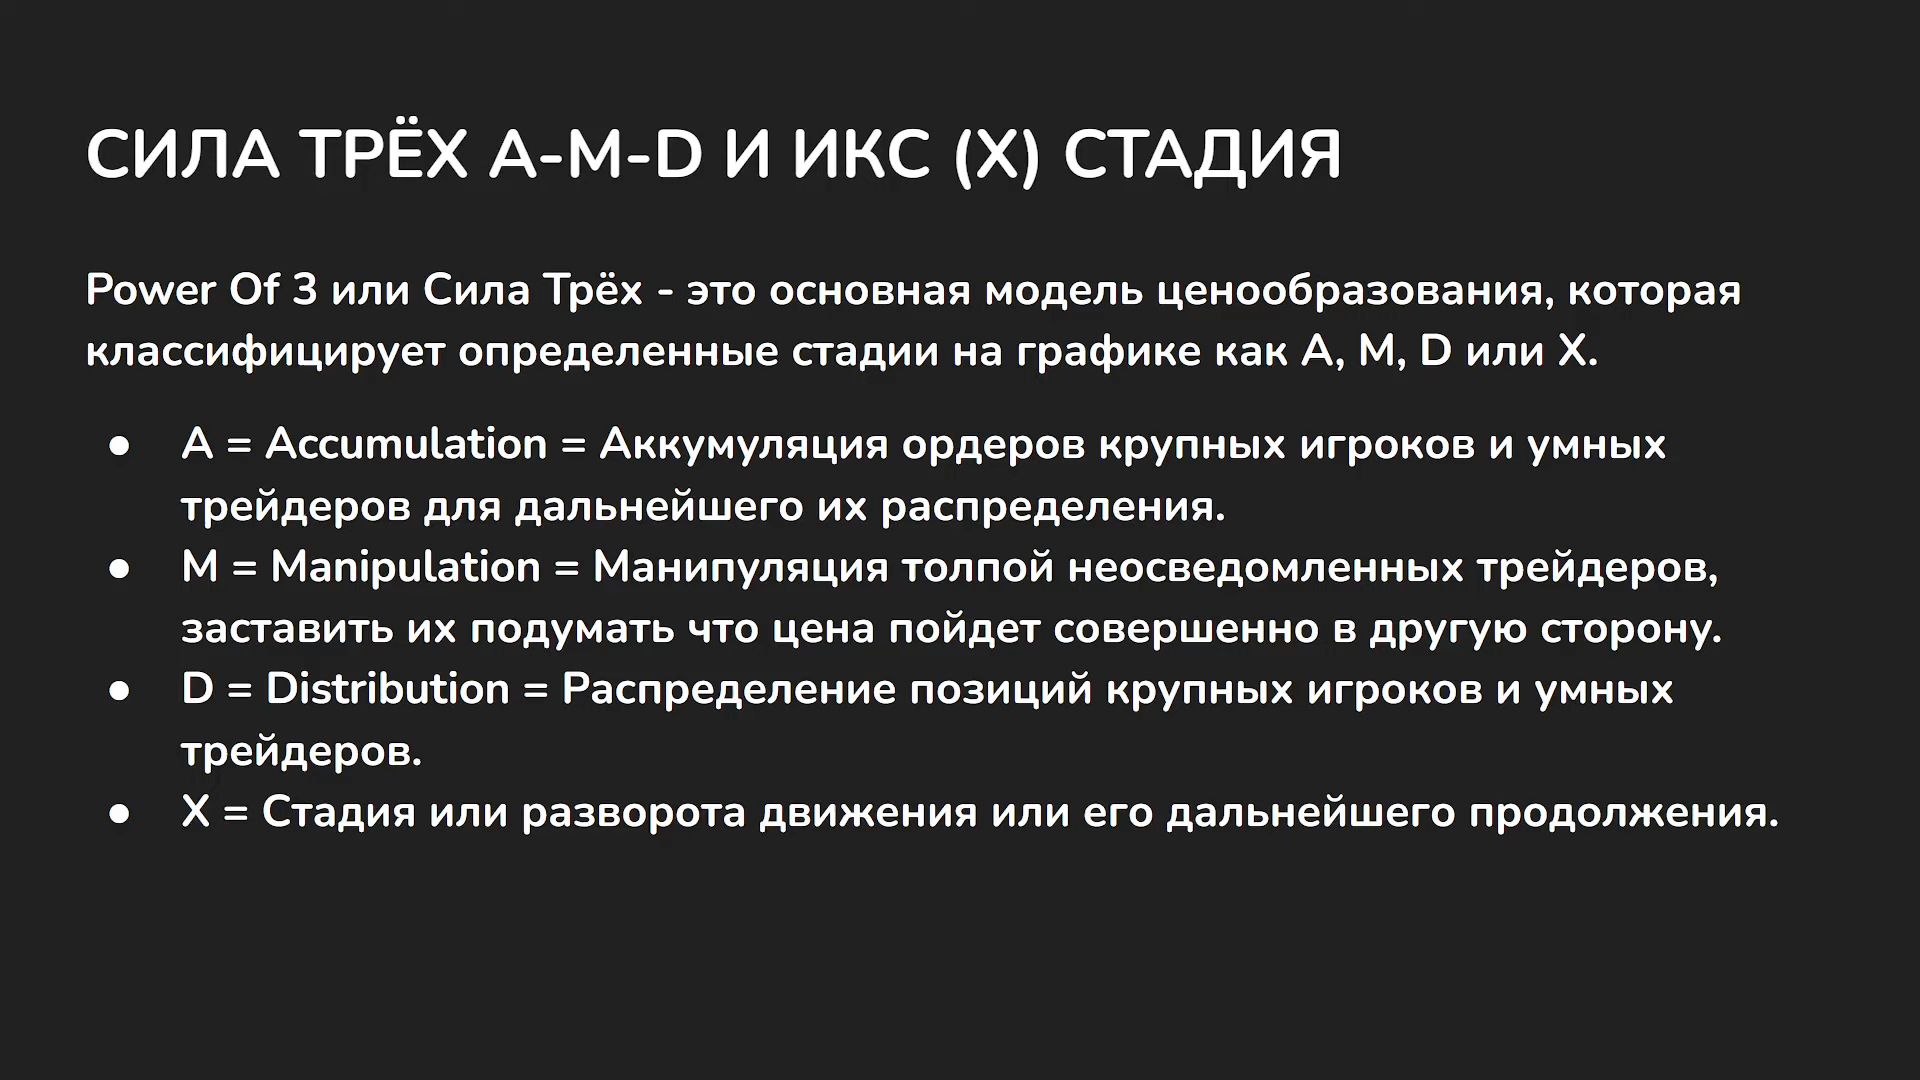 СИЛА ТРЁХ A-M-D И ИКС (X) СТАДИЯ
Power Of 3 или Сила Трёх - это основная модель ценообразования, которая
классифицирует определенные стадии на графике как A, M, D или X.
● A = Accumulation = Аккумуляция ордеров крупных игроков и умных
трейдеров для дальнейшего их распределения.
● M = Manipulation = Манипуляция толпой неосведомленных трейдеров,
заставить их подумать что цена пойдет совершенно в другую сторону.
● D = Distribution = Распределение позиций крупных игроков и умных
трейдеров.
● X = Стадия или разворота движения или его дальнейшего продолжения.